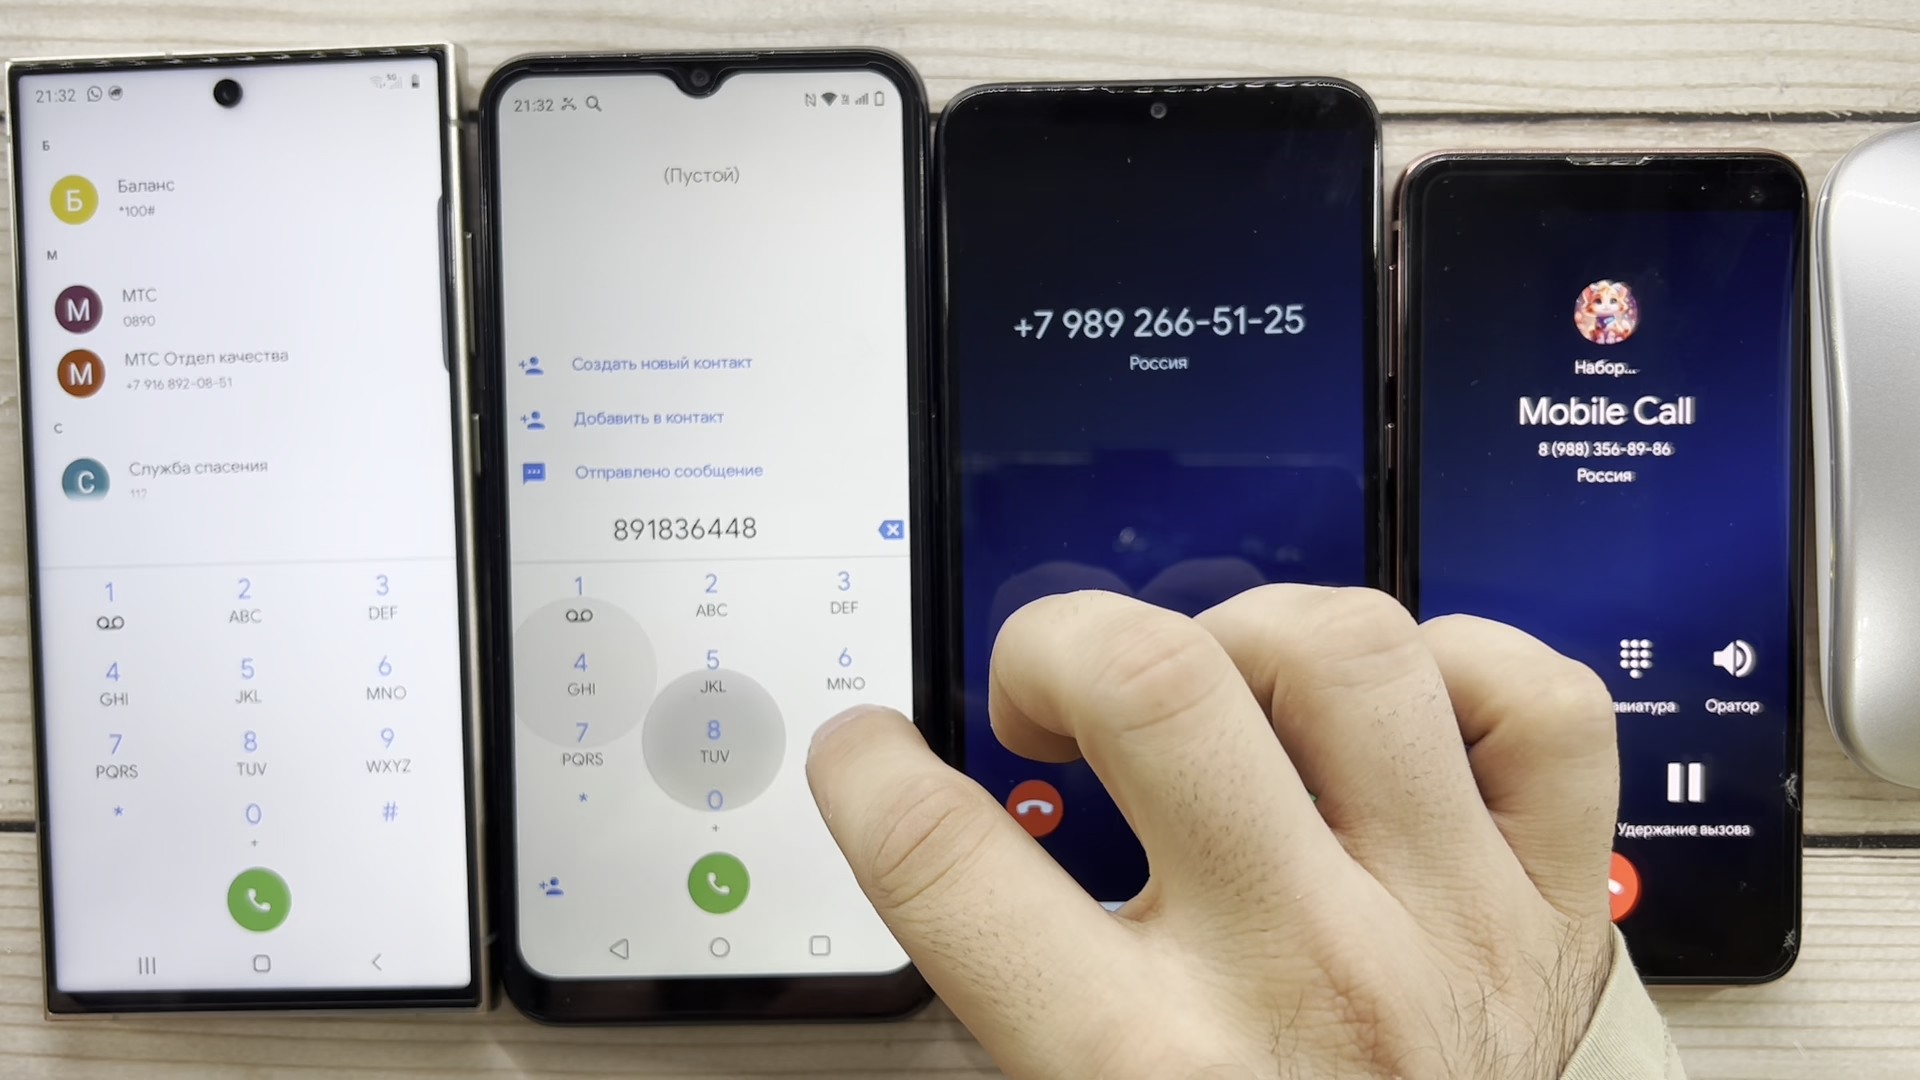 21:32
5G
Б
Б
Баланс
*100#
М
М
МТС
0890
М
МТС Отдел качества
+7 916 892-08-51
С
С
Служба спасения
112
1
2
ABC
3
DEF
4
GHI
5
JKL
6
MNO
7
PQRS
8
TUV
9
WXYZ
*
0
+
#
21:32
(Пустой)
Создать новый контакт
Добавить в контакт
Отправлено сообщение
891836448
1
2
ABC
3
DEF
4
GHI
5
JKL
6
MNO
7
PQRS
8
TUV
*
0
+
+7 989 266-51-25
Россия
Набор...
Mobile Call
8 (988) 356-89-86
Россия
авиатура
Оратор
Удержание вызова